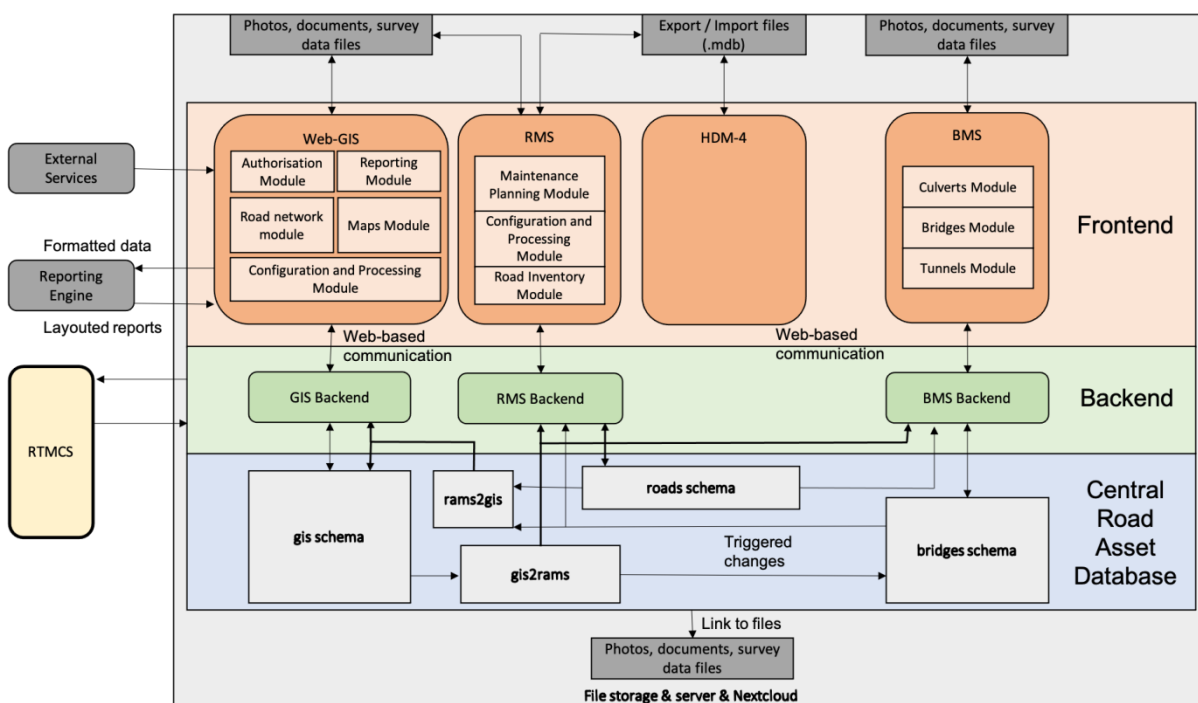 Photos, documents, survey
data files
Export / Import files
(.mdb)
Photos, documents, survey
data files
Web-GIS
Authorisation
Module
Reporting
Module
Road network
module
Maps Module
Configuration and Processing
Module
RMS
Maintenance
Planning Module
Configuration and
Processing
Module
Road Inventory
Module
HDM-4
BMS
Culverts Module
Bridges Module
Tunnels Module
Frontend
External
Services
Formatted data
Reporting
Engine
Layouted reports
Web-based
communication
Web-based
communication
RTMCS
GIS Backend
RMS Backend
BMS Backend
Backend
gis schema
rams2gis
roads schema
gis2rams
Triggered
changes
bridges schema
Central
Road
Asset
Database
Link to files
Photos, documents, survey
data files
File storage & server & Nextcloud